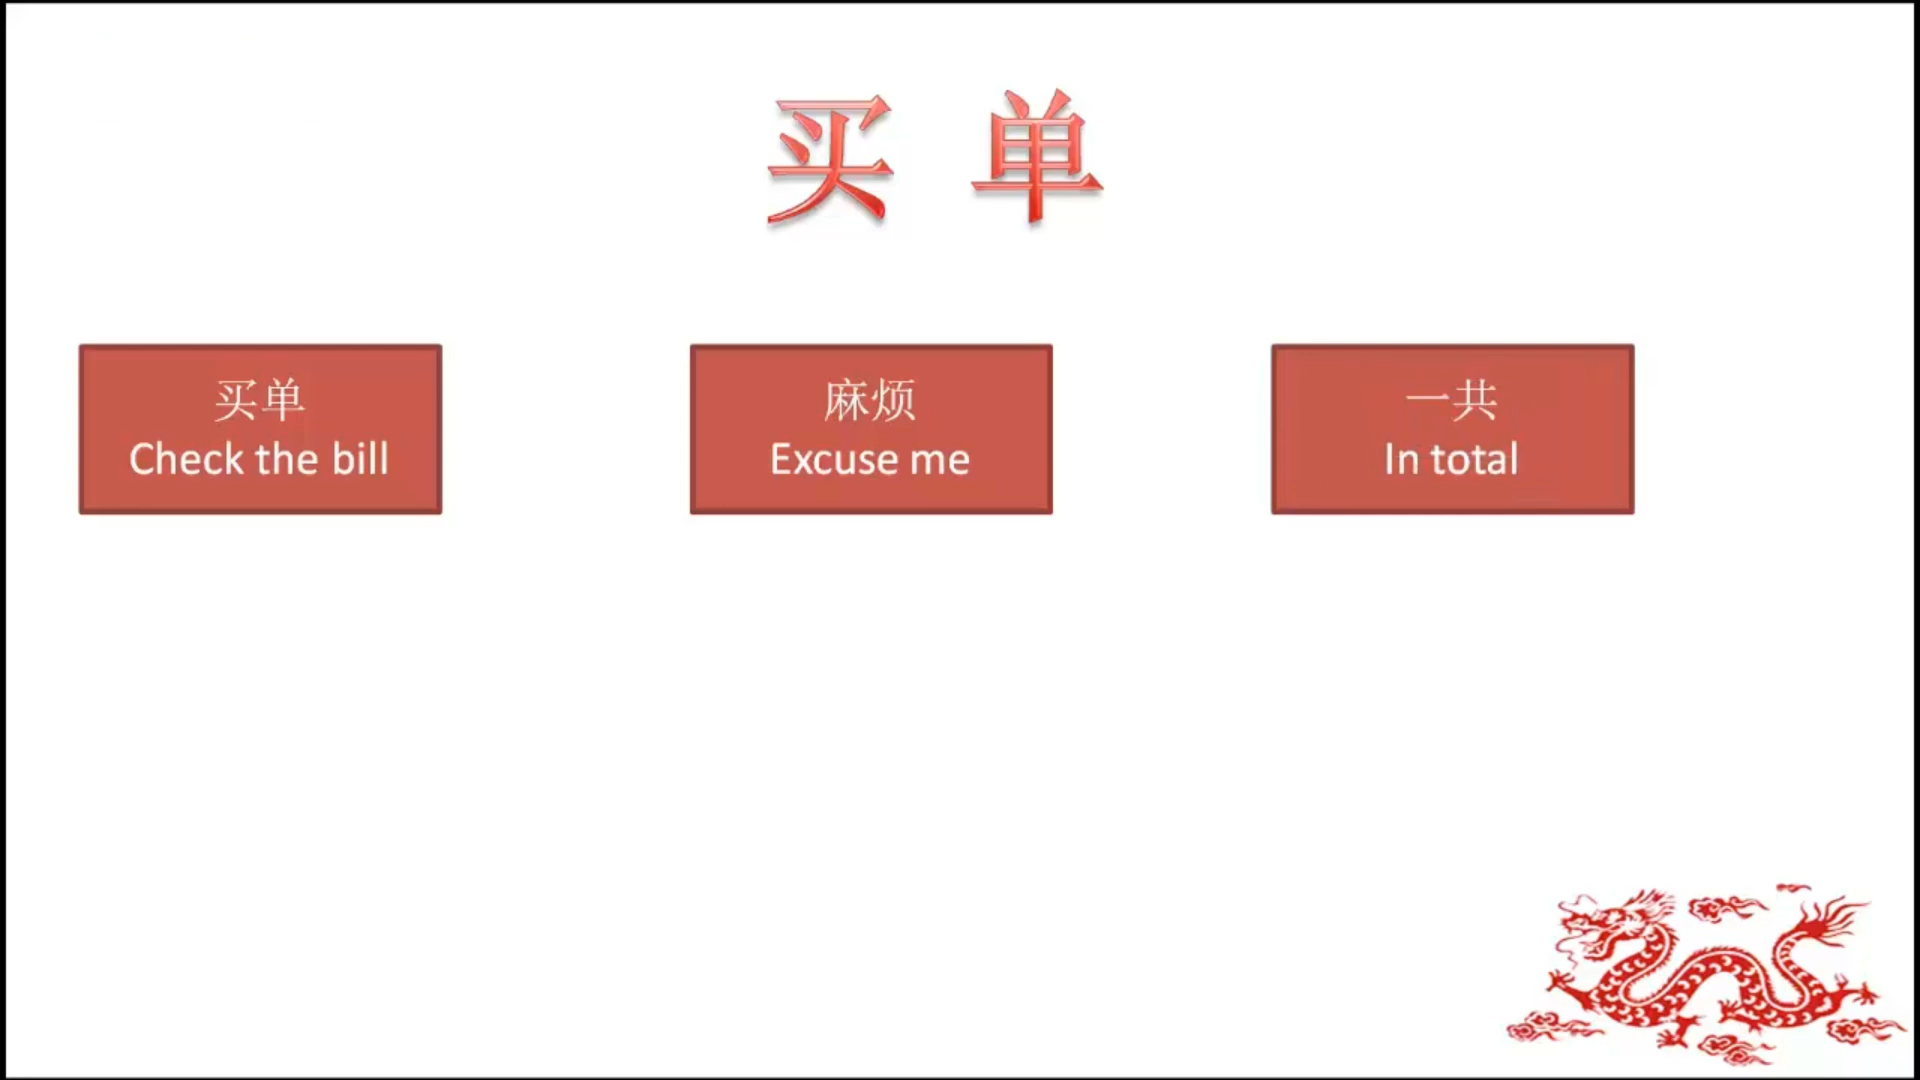 买 单
买单
Check the bill
麻烦
Excuse me
一共
In total